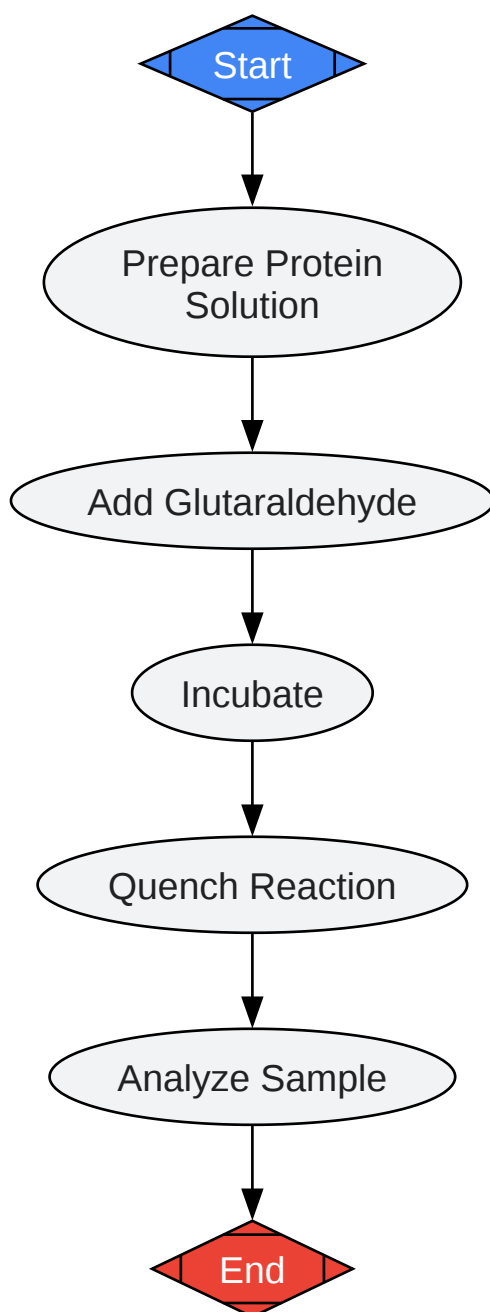 Start
Prepare Protein
Solution
Add Glutaraldehyde
Incubate
Quench Reaction
Analyze Sample
End